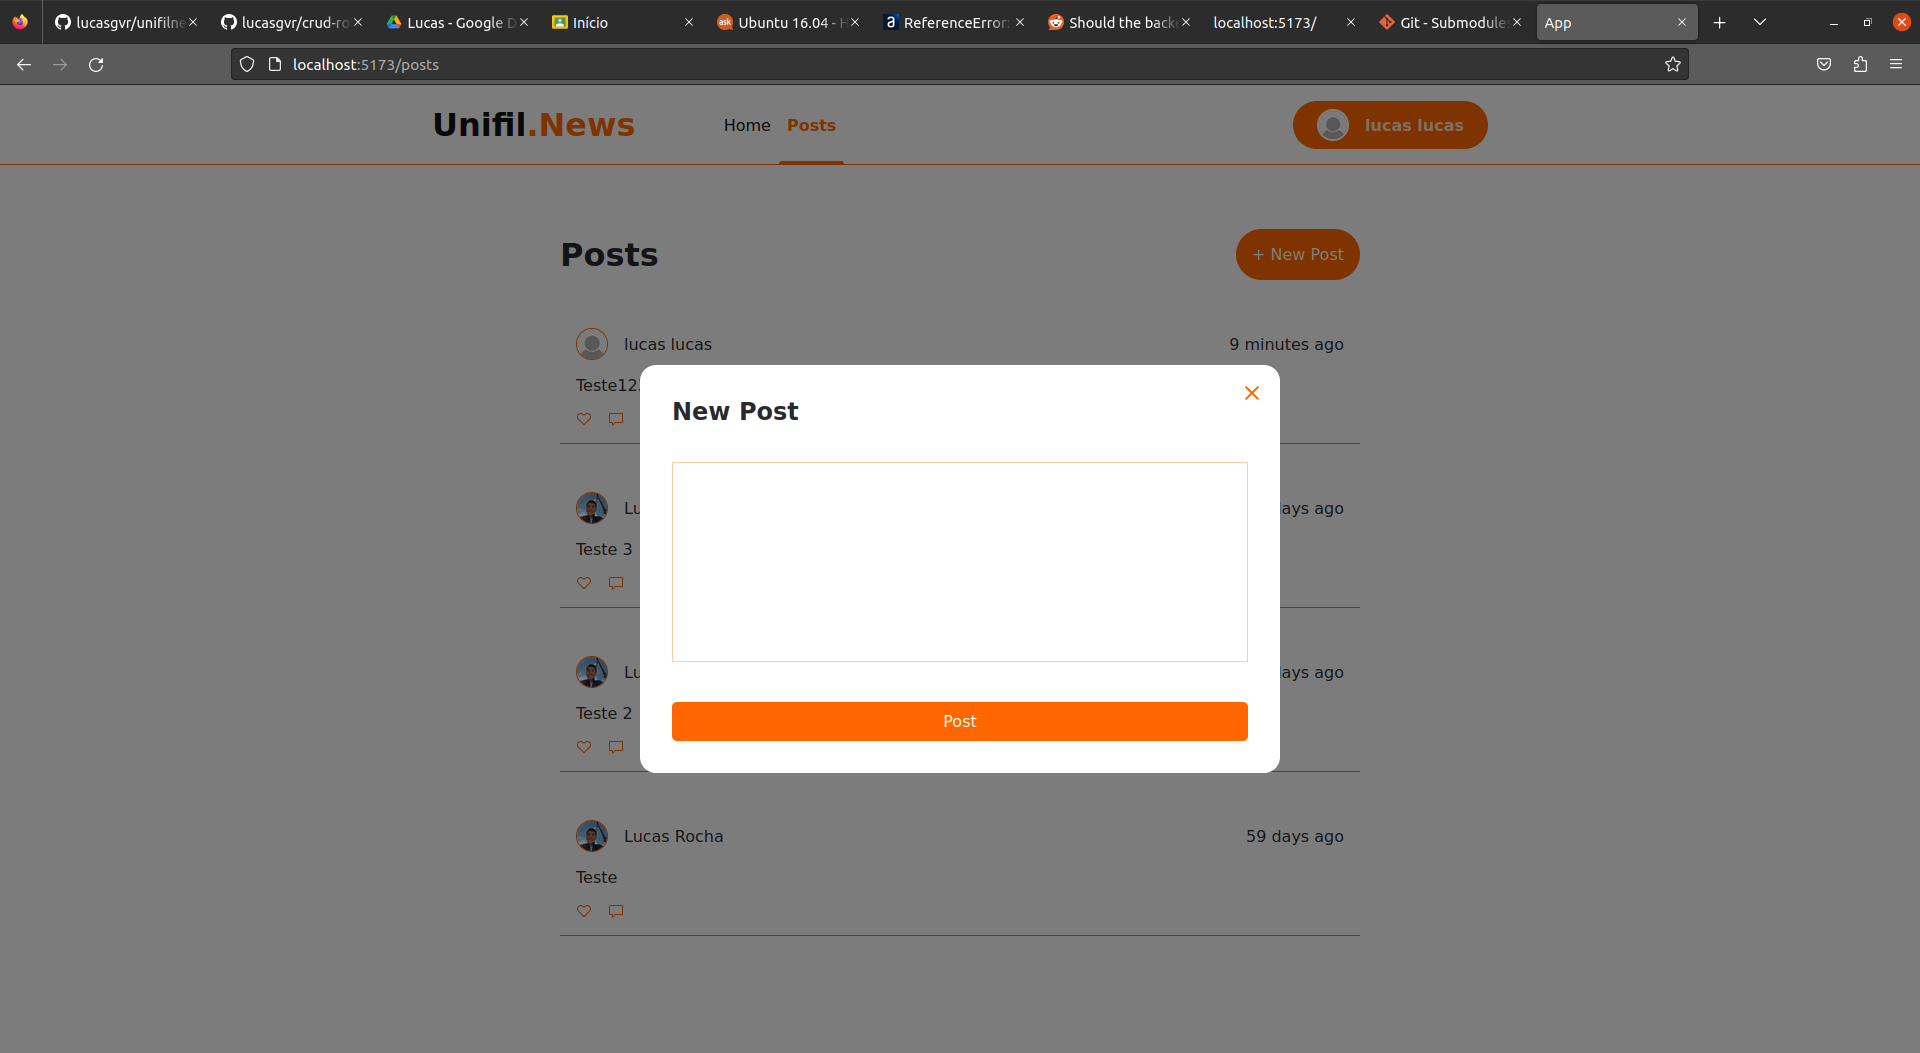 lucasgvr/unifilne
lucasgvr/crud-ro
Lucas - Google D
Início
Ubuntu 16.04 - H
ReferenceError:
Should the back
localhost:5173/
Git - Submodule
App
localhost:5173/posts
Unifil.News
Home
Posts
lucas lucas
Posts
+ New Post
lucas lucas
9 minutes ago
Teste12
New Post
Lu
ays ago
Teste 3
Lu
ays ago
Teste 2
Post
Lucas Rocha
59 days ago
Teste